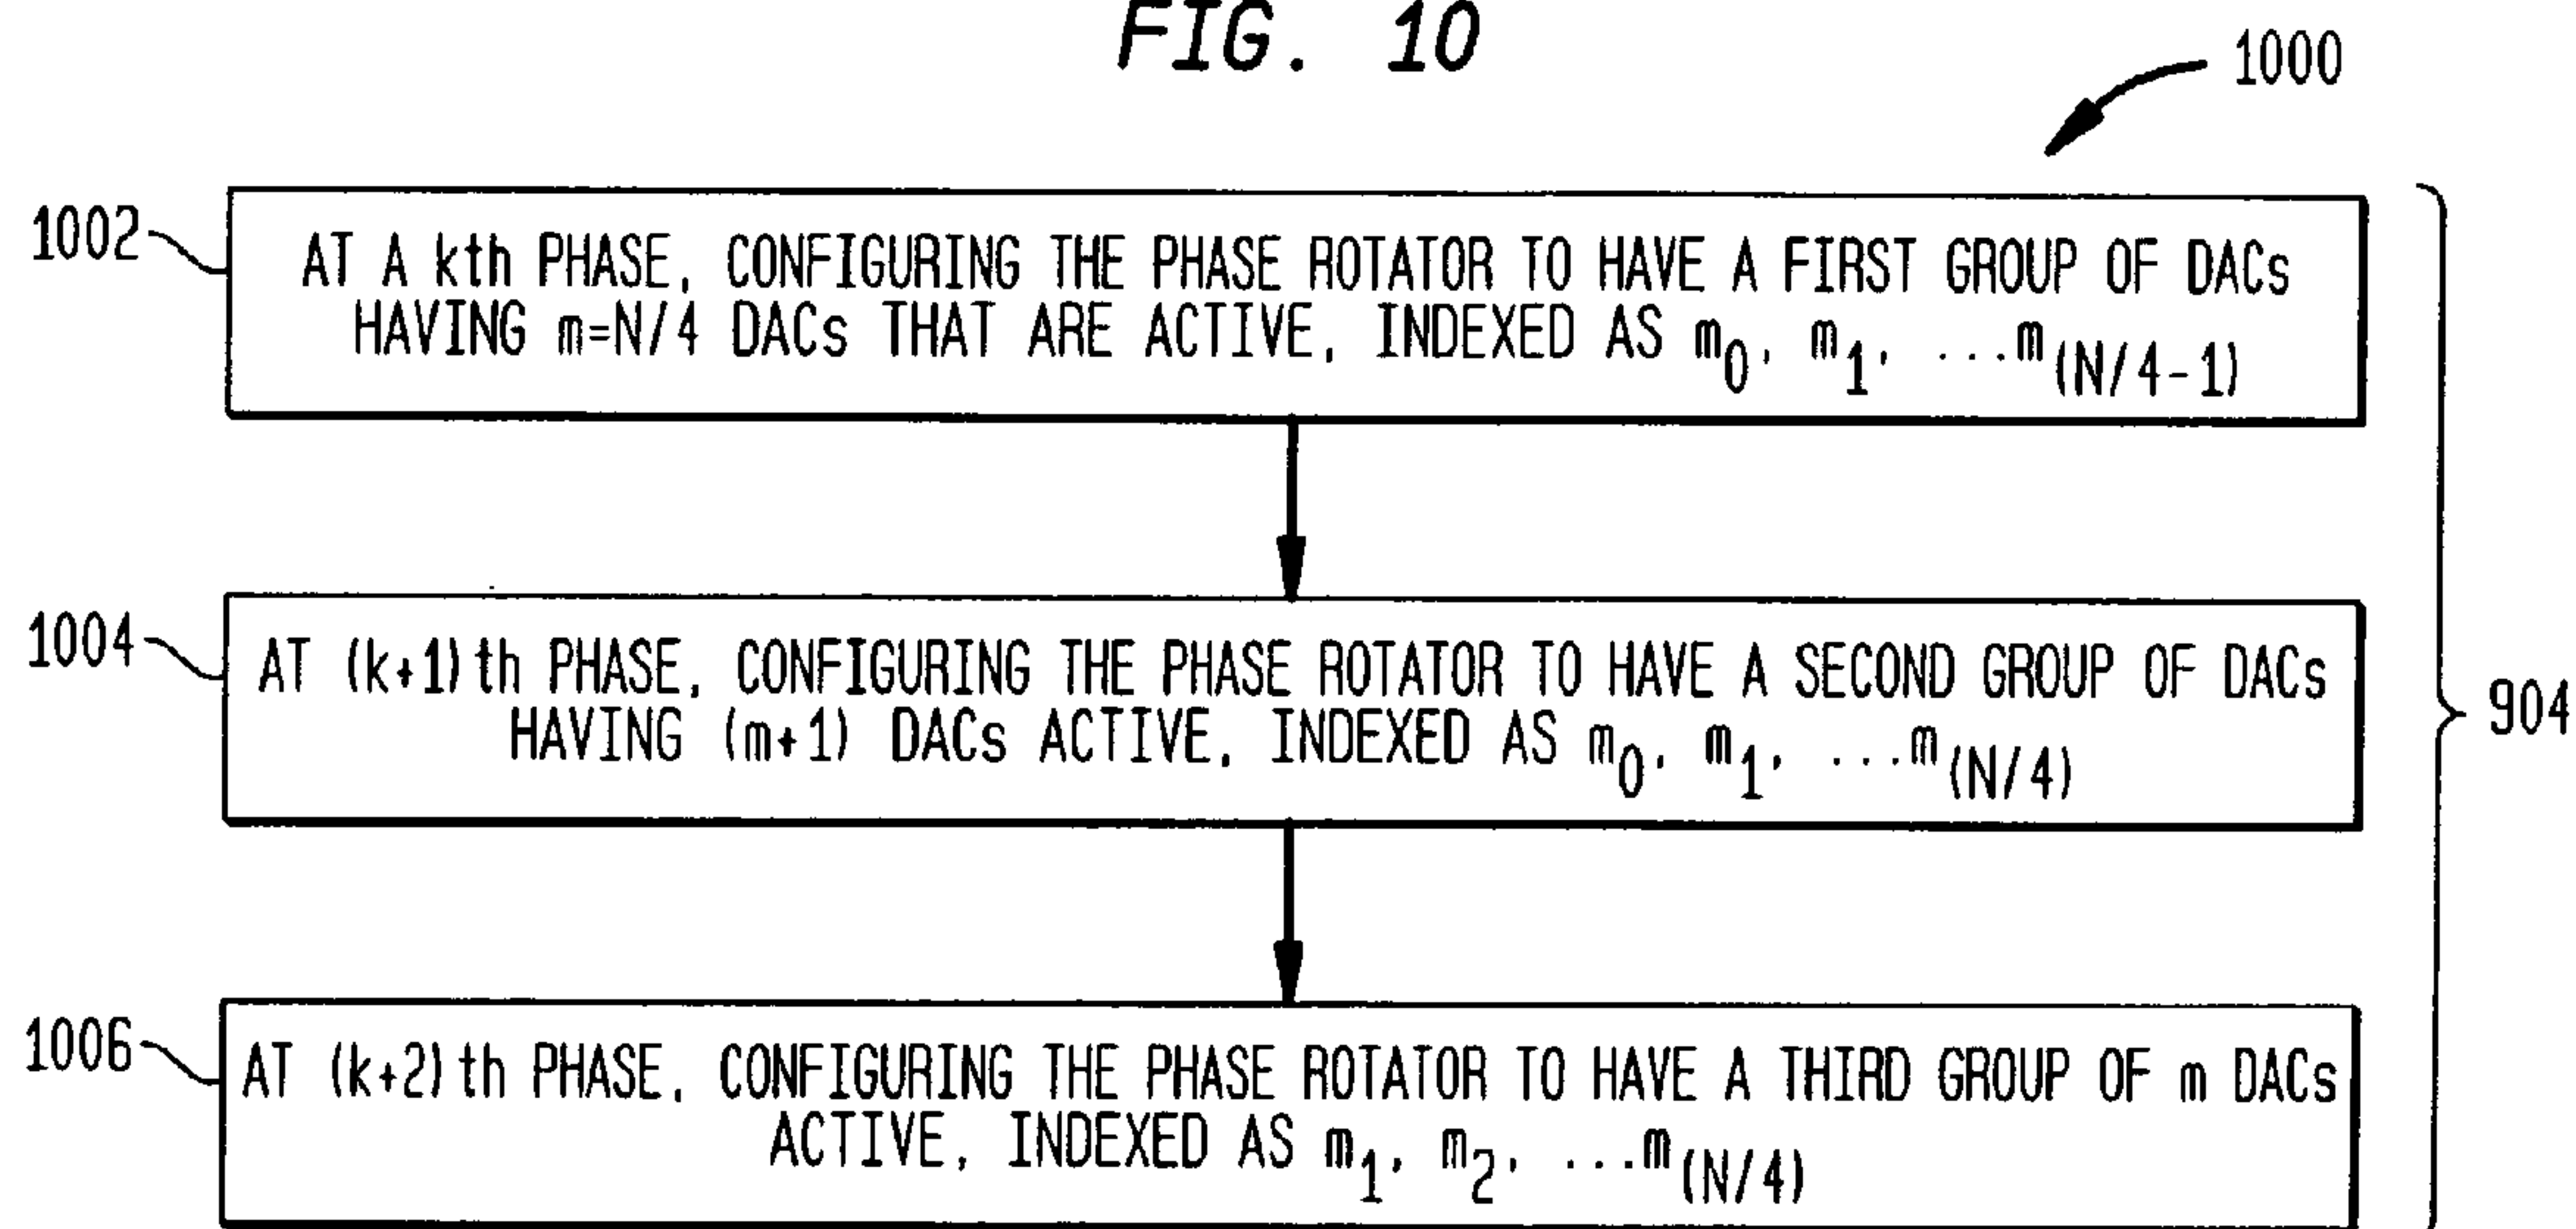 FIG. 10
1000
1002
AT A kth PHASE, CONFIGURING THE PHASE ROTATOR TO HAVE A FIRST GROUP OF DACs
HAVING m=N/4 DACs THAT ARE ACTIVE, INDEXED AS m0, m1, ...m(N/4-1)
1004
AT (k+1)th PHASE, CONFIGURING THE PHASE ROTATOR TO HAVE A SECOND GROUP OF DACs
HAVING (m+1) DACs ACTIVE, INDEXED AS m0, m1, ...m(N/4)
904
1006
AT (k+2)th PHASE, CONFIGURING THE PHASE ROTATOR TO HAVE A THIRD GROUP OF m DACs
ACTIVE, INDEXED AS m1, m2, ...m(N/4)